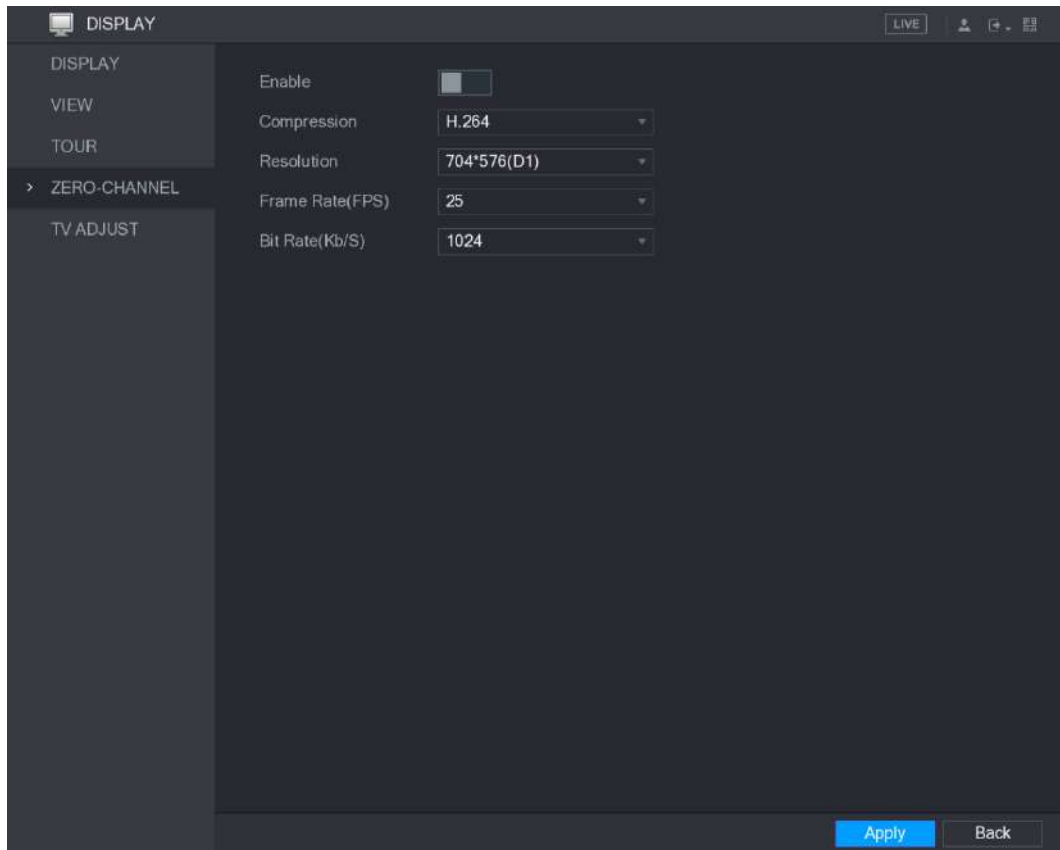 DISPLAY
LIVE
DISPLAY
VIEW
TOUR
> ZERO-CHANNEL
TV ADJUST
Enable
Compression H.264
Resolution 704*576(D1)
Frame Rate(FPS) 25
Bit Rate(Kb/S) 1024
Apply Back